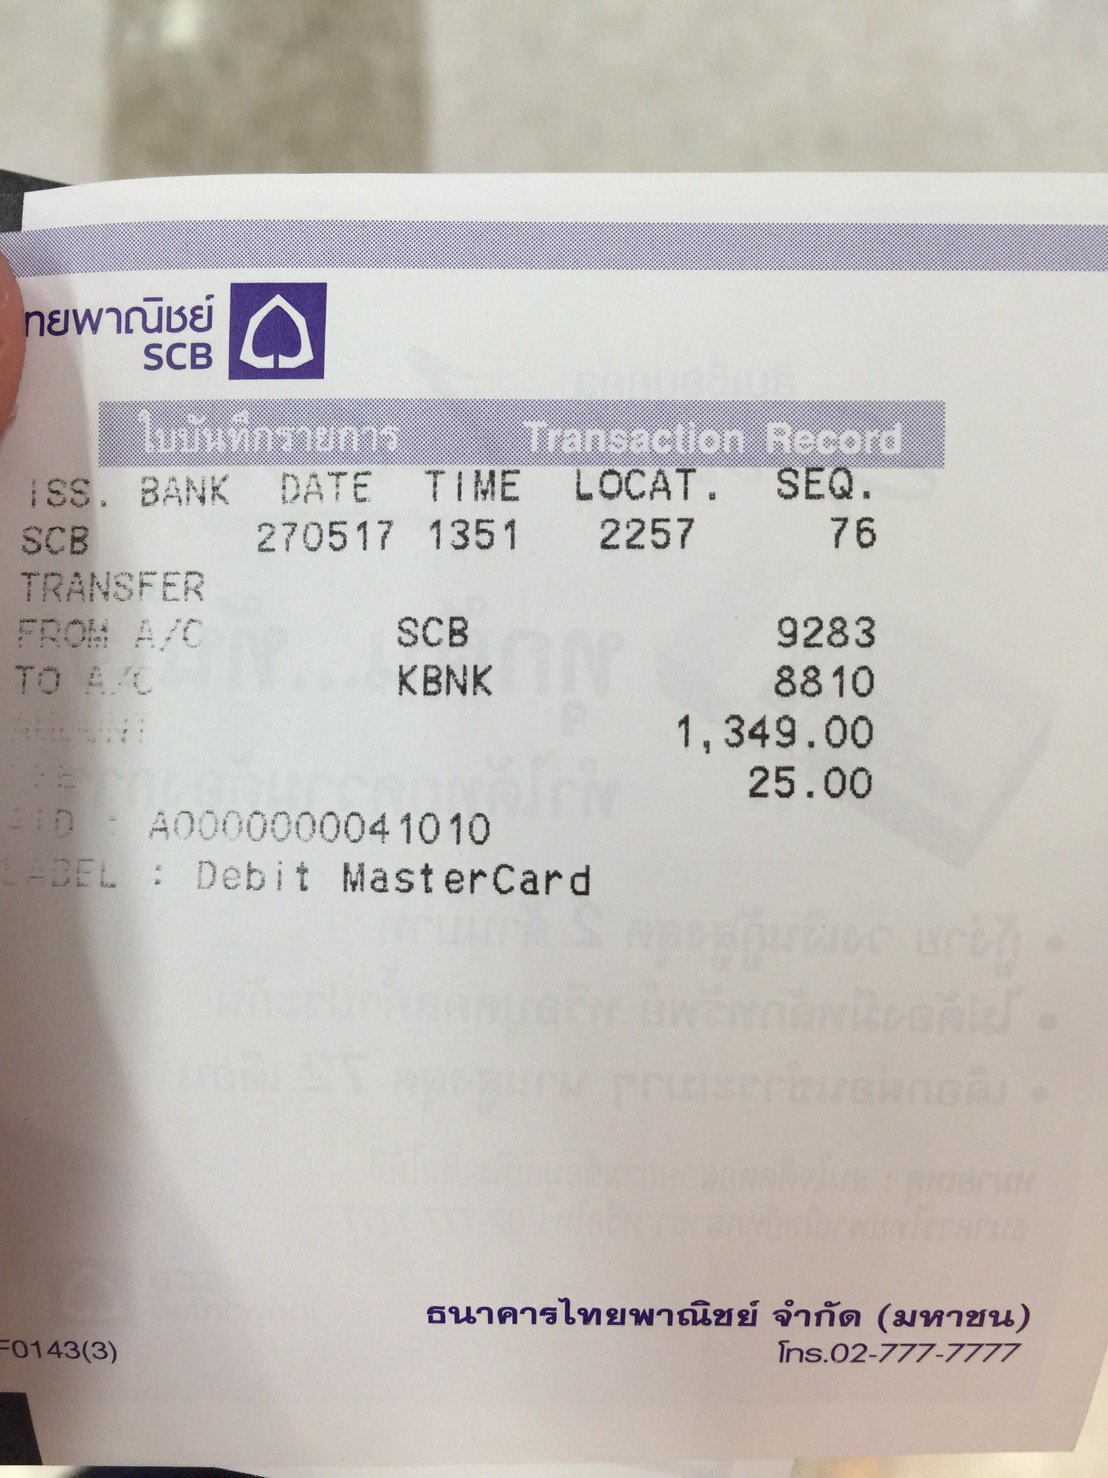 ไทยพาณิชย์
SCB
ใบบันทึกรายการ Transaction Record
ISS. BANK DATE TIME LOCAT. SEQ.
SCB 270517 1351 2257 76
TRANSFER
FROM A/C SCB 9283
TO A/C KBNK 8810
AMOUNT 1,349.00
25.00
AID : A0000000041010
LABEL : Debit MasterCard
ธนาคารไทยพาณิชย์ จำกัด (มหาชน)
F0143(3) โทร.02-777-7777